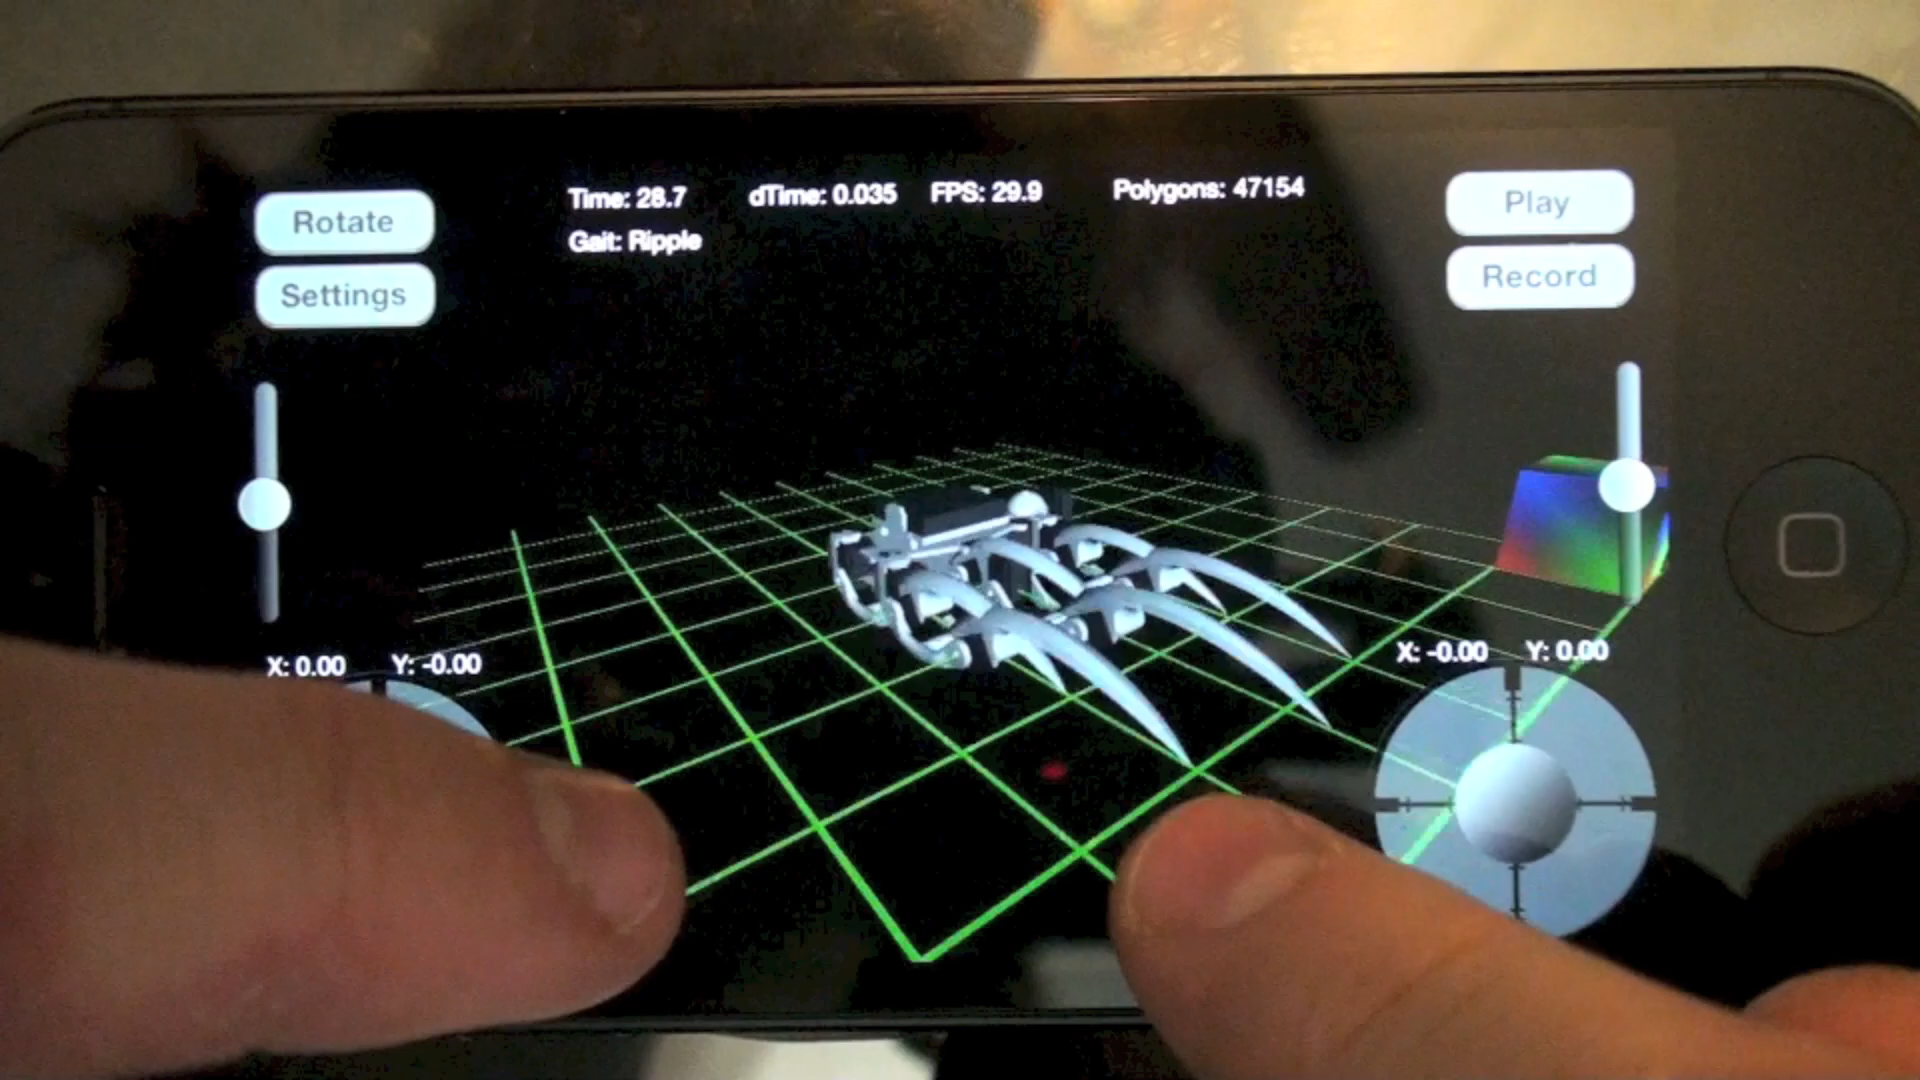 Rotate
Settings
Time: 28.7 dTime: 0.035 FPS: 29.9 Polygons: 47154
Gait: Ripple
Play
Record
X: 0.00 Y: -0.00
X: -0.00 Y: 0.00